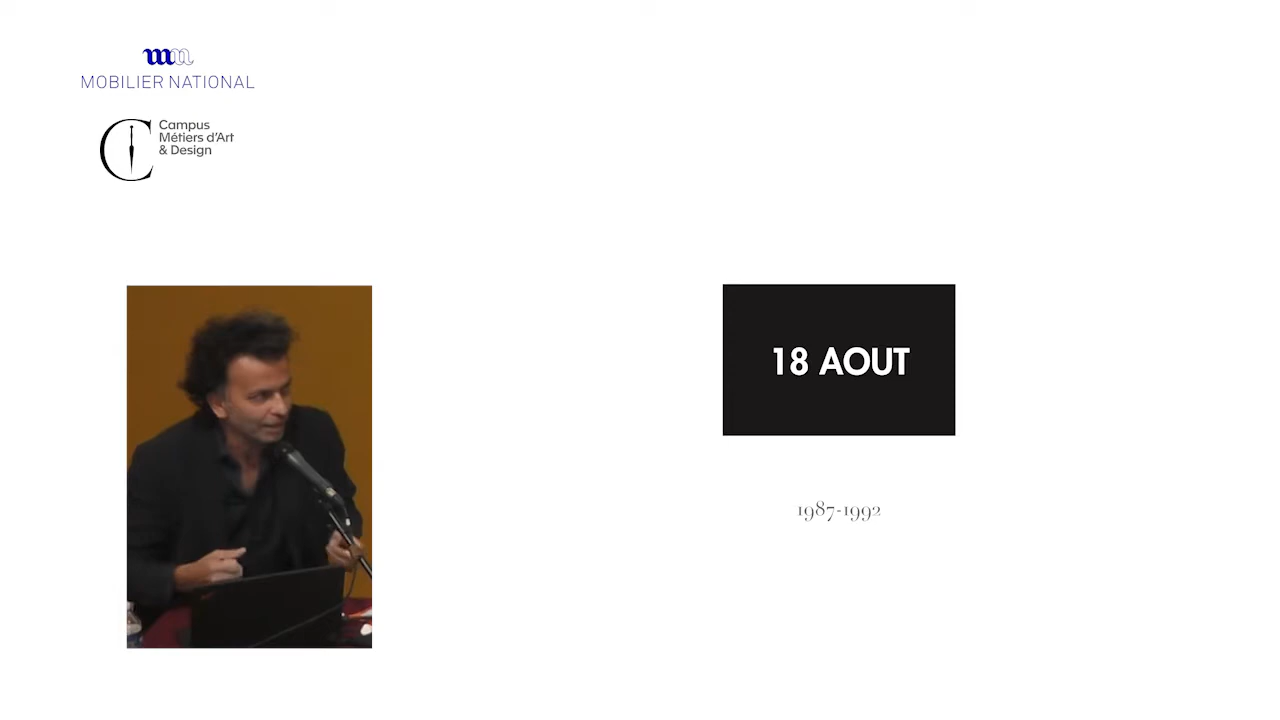 MOBILIER NATIONAL
Campus
Métiers d'Art
& Design
18 AOUT
1987-1992